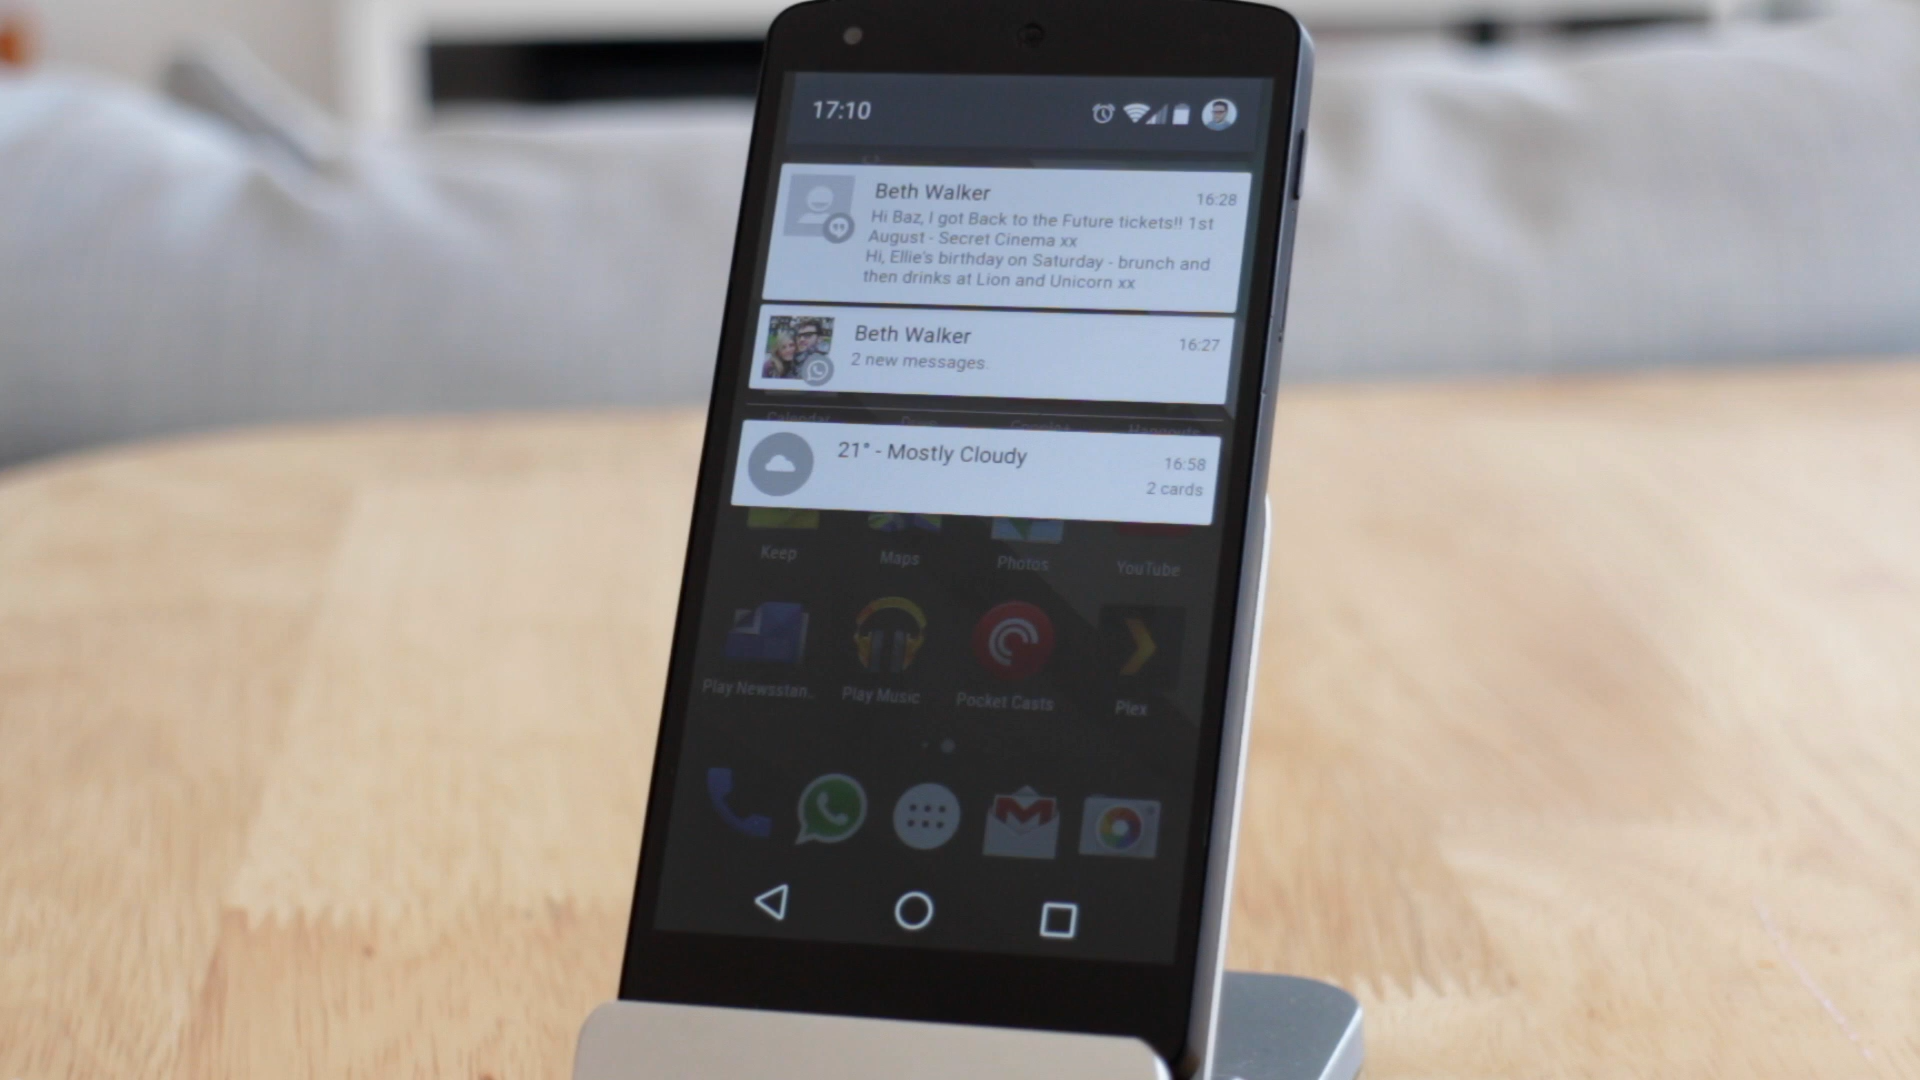 17:10
Beth Walker
16:28
Hi Baz, I got Back to the Future tickets!! 1st
August - Secret Cinema xx
Hi, Ellie's birthday on Saturday - brunch and
then drinks at Lion and Unicorn xx
Beth Walker
16:27
2 new messages.
Calendar Google+ Hangouts
21° - Mostly Cloudy
16:58
2 cards
Keep Maps Photos YouTube
Play Newsstan.. Play Music Pocket Casts Plex